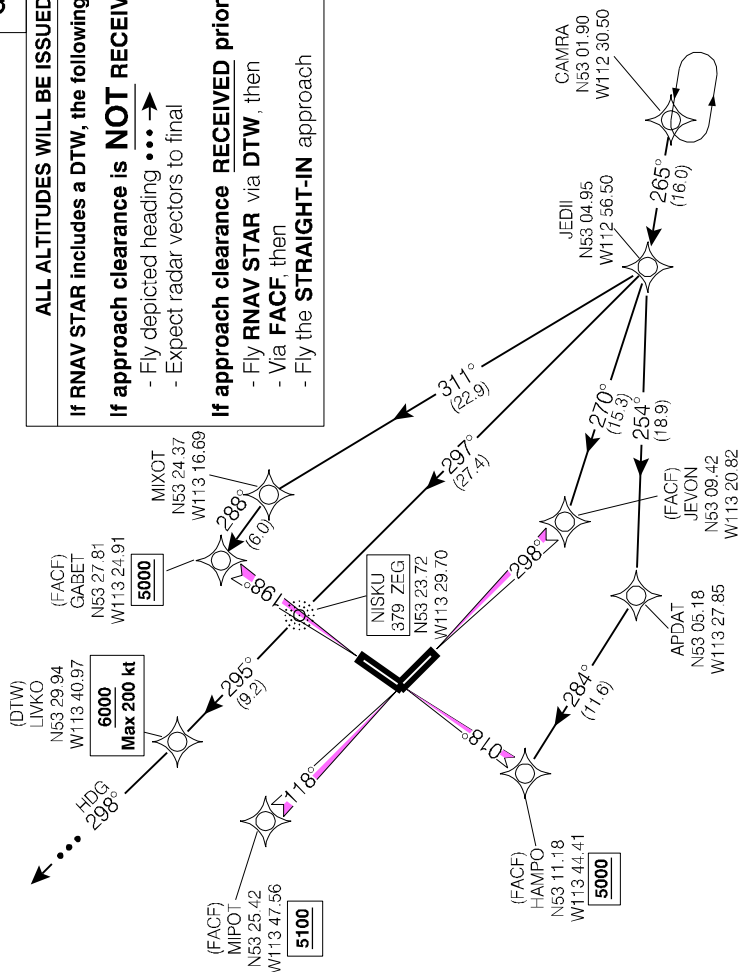 ALL ALTITUDES WILL BE ISSUED
If RNAV STAR includes a DTW, the following
If approach clearance is NOT RECEIV
- Fly depicted heading
- Expect radar vectors to final
If approach clearance RECEIVED prior
- Fly RNAV STAR via DTW, then
- Via FACF, then
- Fly the STRAIGHT-IN approach
CAMRA
N53 01.90
W112 30.50
265°
(16.0)
JEDII
N53 04.95
W112 56.50
311°
(22.9)
297°
(27.4)
270°
(15.3)
254°
(18.9)
MIXOT
N53 24.37
W113 16.69
288°
(6.0)
(FACF)
GABET
N53 27.81
W113 24.91
5000
198°
NISKU
379 ZEG
N53 23.72
W113 29.70
298°
(FACF)
JEVON
N53 09.42
W113 20.82
APDAT
N53 05.18
W113 27.85
284°
(11.6)
(DTW)
LIVKO
N53 29.94
W113 40.97
6000
Max 200 kt
295°
(9.2)
HDG
298°
118°
018°
(FACF)
MIPOT
N53 25.42
W113 47.56
5100
(FACF)
HAMPO
N53 11.18
W113 44.41
5000